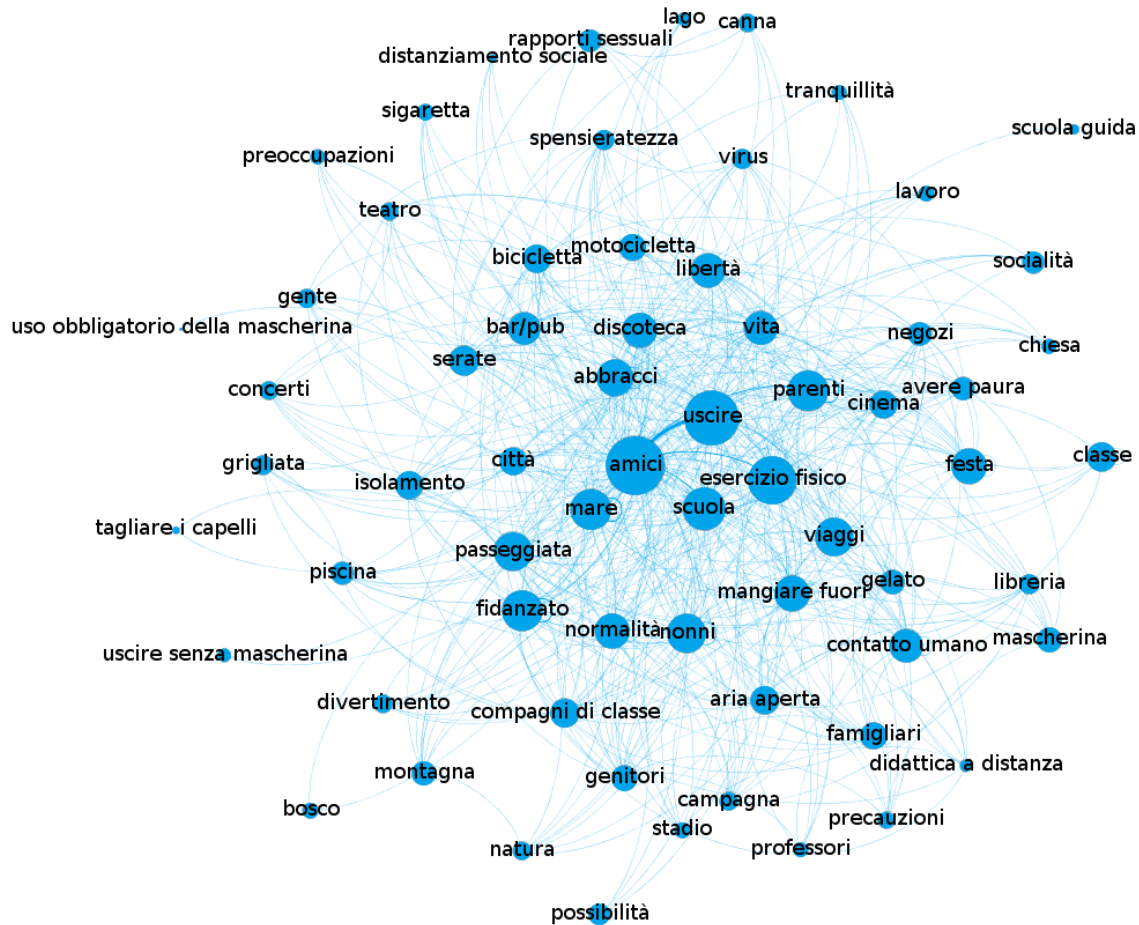 lago
canna
rapporti sessuali
distanziamento sociale
tranquillità
sigaretta
scuola guida
spensieratezza
preoccupazioni
virus
lavoro
teatro
motocicletta
bicicletta
libertà
socialità
gente
uso obbligatorio della mascherina
bar/pub
discoteca
vita
negozi
chiesa
serate
abbracci
concerti
parenti
avere paura
cinema
uscire
città
amici
grigliata
isolamento
esercizio fisico
festa
classe
mare
scuola
tagliare i capelli
viaggi
passeggiata
piscina
mangiare fuori
gelato
libreria
fidanzato
normalità
nonni
contatto umano
mascherina
uscire senza mascherina
divertimento
compagni di classe
aria aperta
famigliari
montagna
genitori
didattica a distanza
bosco
campagna
stadio
precauzioni
natura
professori
possibilità